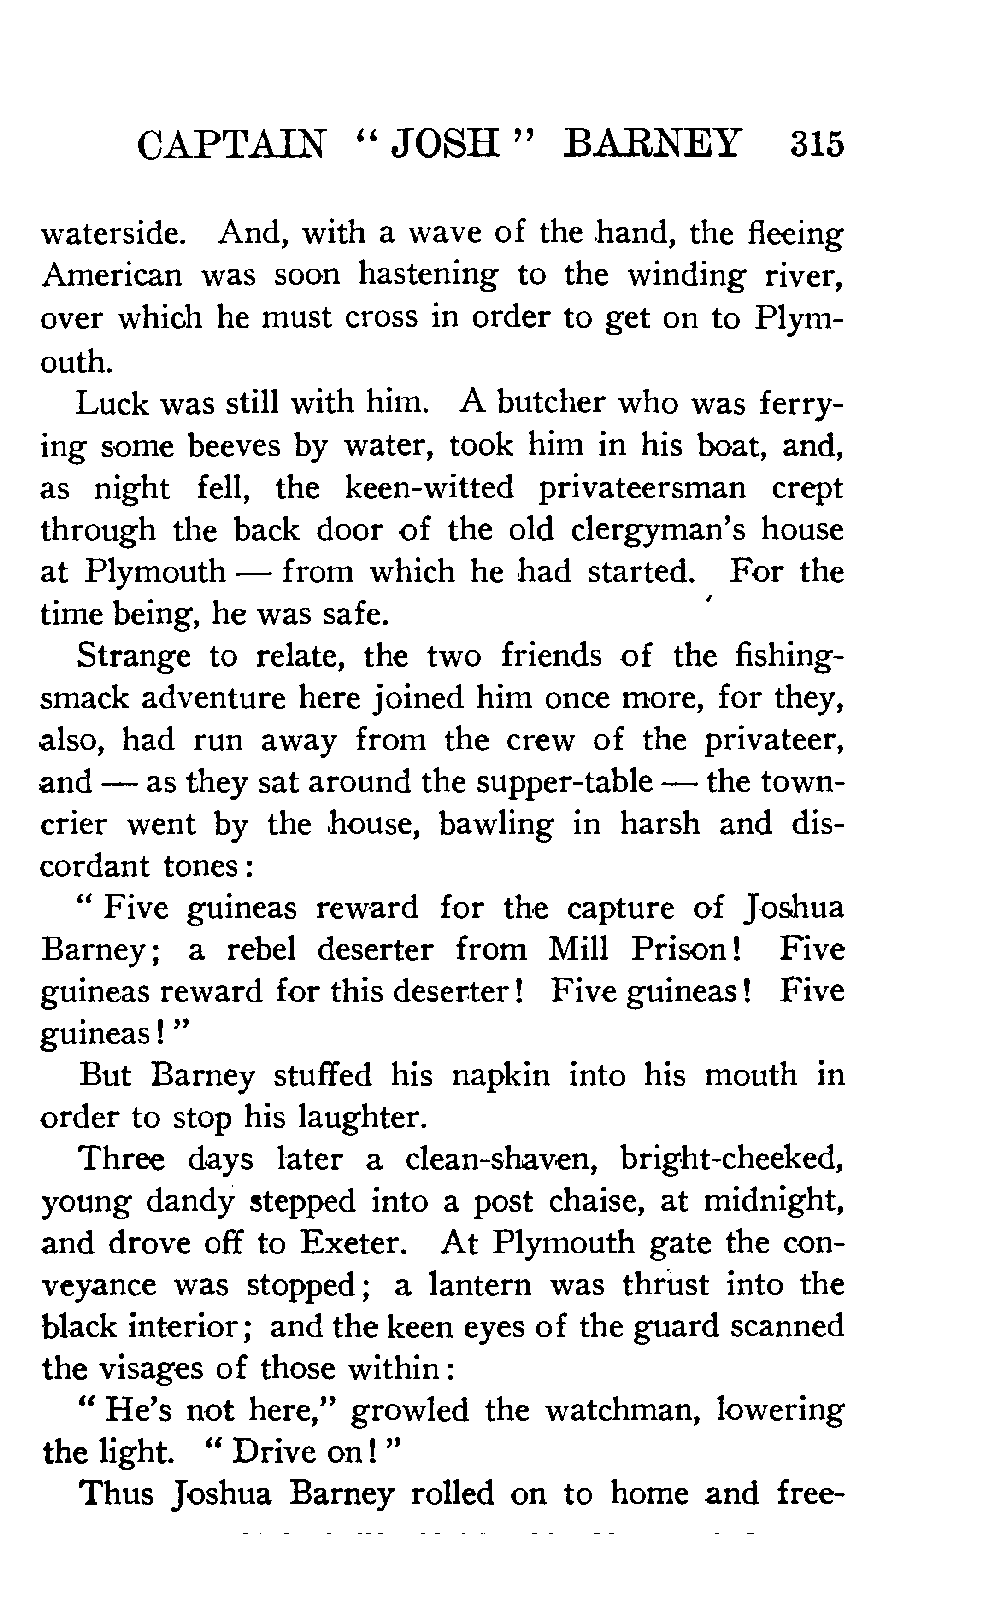 CAPTAIN " JOSH " BARNEY 315
waterside. And, with a wave of the hand, the fleeing
American was soon hastening to the winding river,
over which he must cross in order to get on to Plym-
outh.
Luck was still with him. A butcher who was ferry-
ing some beeves by water, took him in his boat, and,
as night fell, the keen-witted privateersman crept
through the back door of the old clergyman's house
at Plymouth — from which he had started. For the
time being, he was safe.
Strange to relate, the two friends of the fishing-
smack adventure here joined him once more, for they,
also, had run away from the crew of the privateer,
and — as they sat around the supper-table — the town-
crier went by the house, bawling in harsh and dis-
cordant tones :
" Five guineas reward for the capture of Joshua
Barney; a rebel deserter from Mill Prison! Five
guineas reward for this deserter! Five guineas! Five
guineas! "
But Barney stuffed his napkin into his mouth in
order to stop his laughter.
Three days later a clean-shaven, bright-cheeked,
young dandy stepped into a post chaise, at midnight,
and drove off to Exeter. At Plymouth gate the con-
veyance was stopped; a lantern was thrust into the
black interior; and the keen eyes of the guard scanned
the visages of those within :
" He's not here," growled the watchman, lowering
the light. " Drive on! "
Thus Joshua Barney rolled on to home and free-